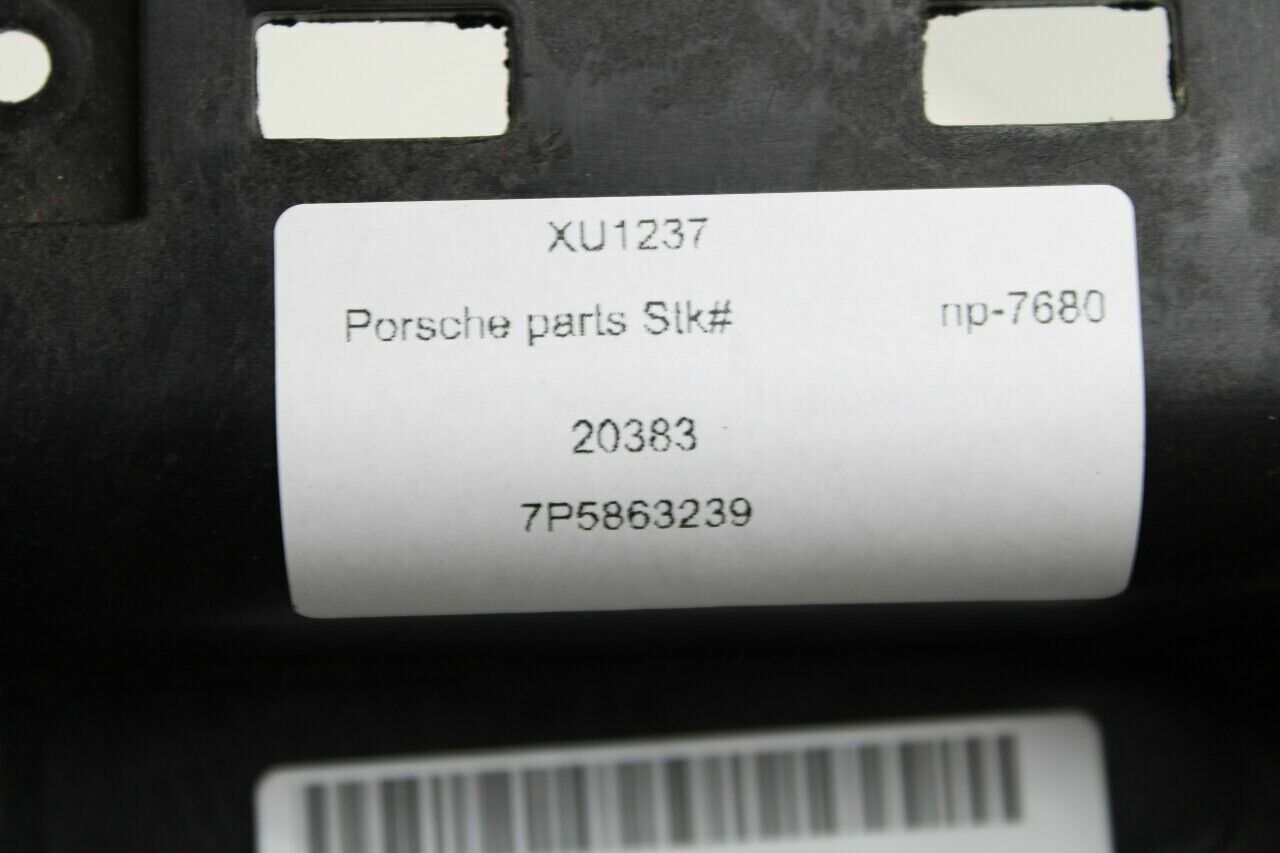 XU1237
Porsche parts Stk# np-7680
20383
7P5863239